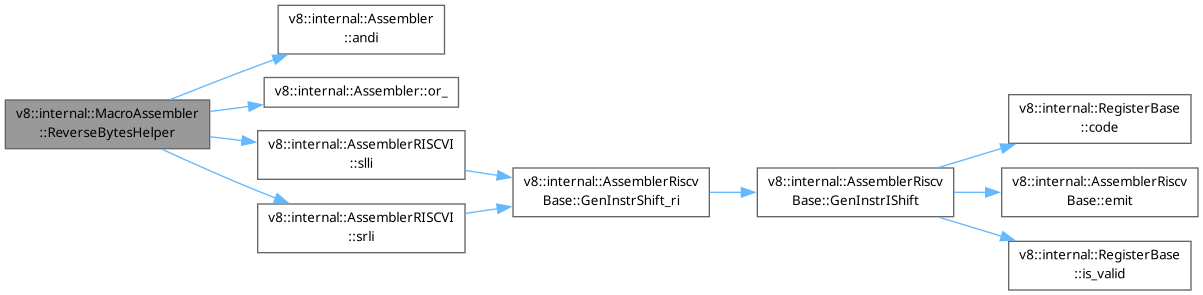 v8::internal::MacroAssembler
::ReverseBytesHelper
v8::internal::Assembler
::andi
v8::internal::Assembler::or_
v8::internal::AssemblerRISCVI
::slli
v8::internal::AssemblerRISCVI
::srli
v8::internal::AssemblerRiscv
Base::GenInstrShift_ri
v8::internal::AssemblerRiscv
Base::GenInstrIShift
v8::internal::RegisterBase
::code
v8::internal::AssemblerRiscv
Base::emit
v8::internal::RegisterBase
::is_valid